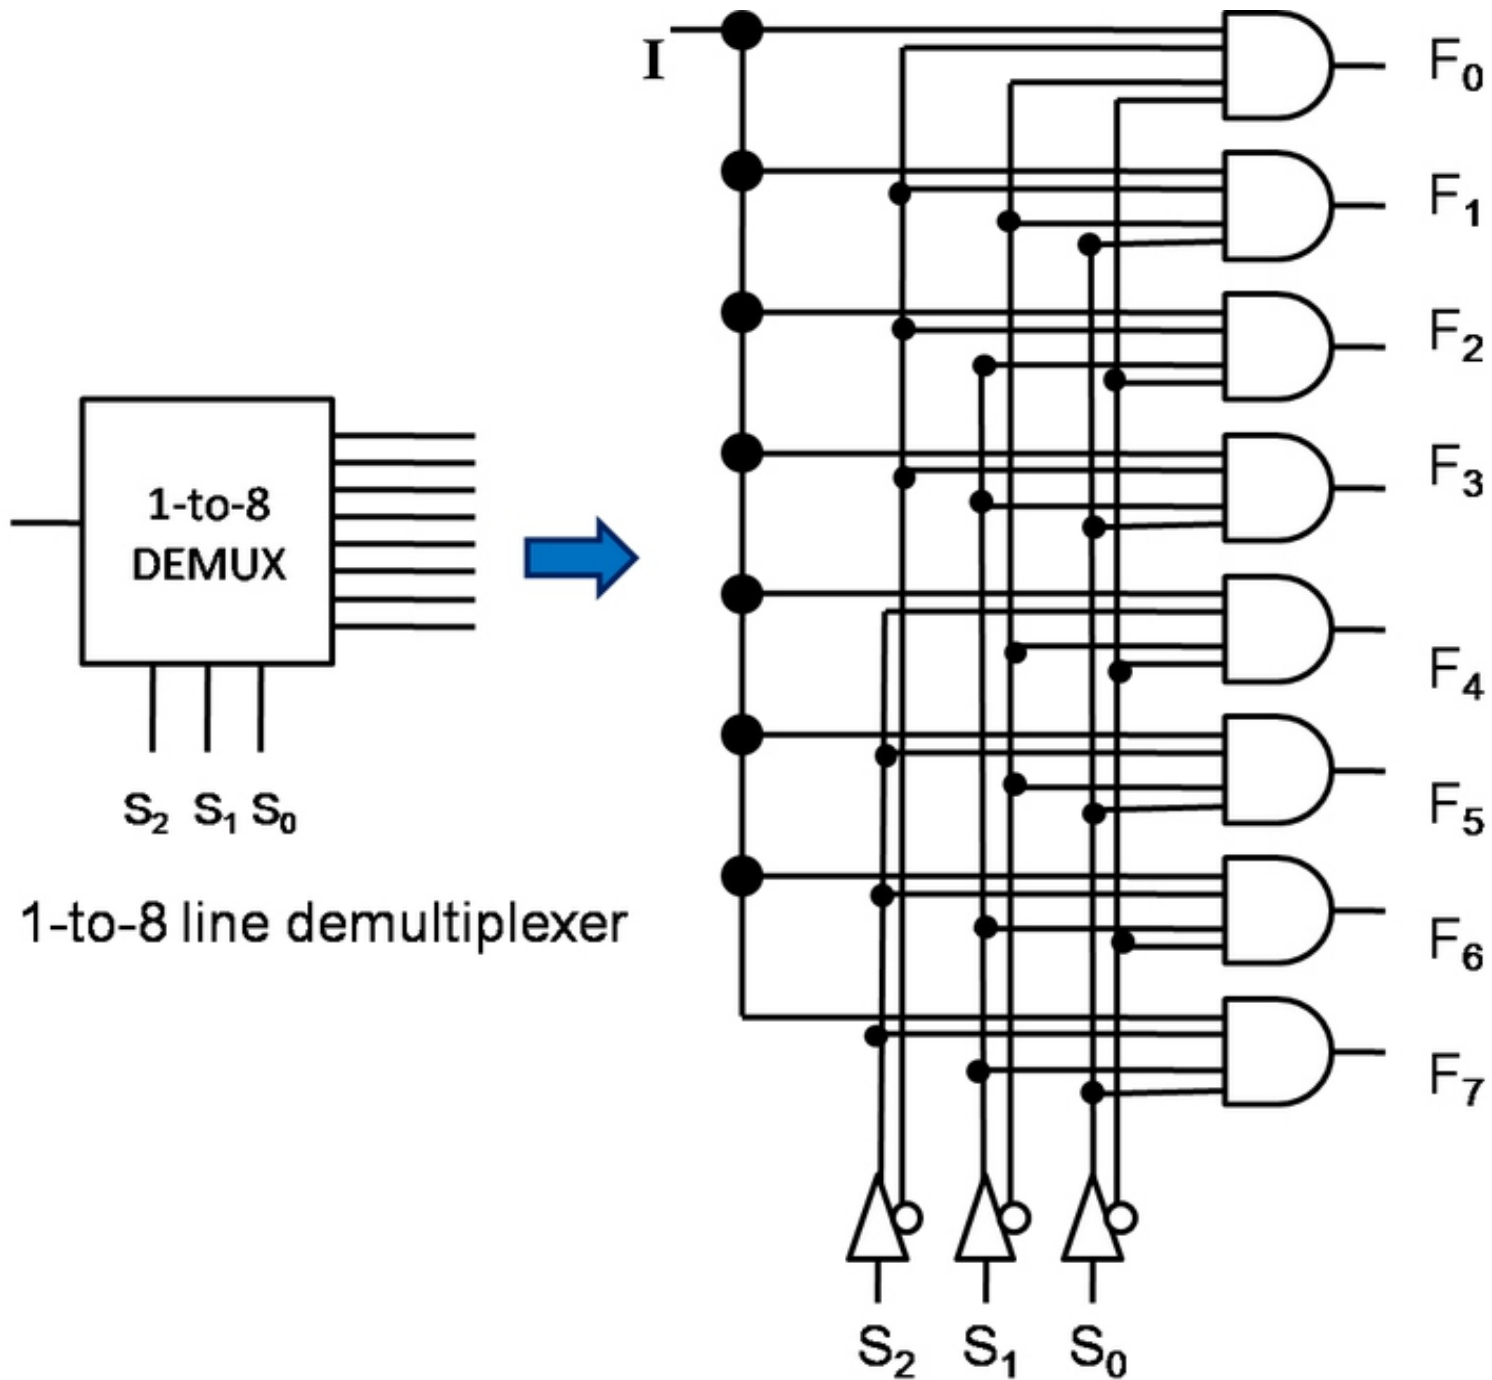 I
F0
F1
F2
F3
F4
F5
F6
F7
1-to-8
DEMUX
S2 S1 S0
1-to-8 line demultiplexer
S2 S1 S0